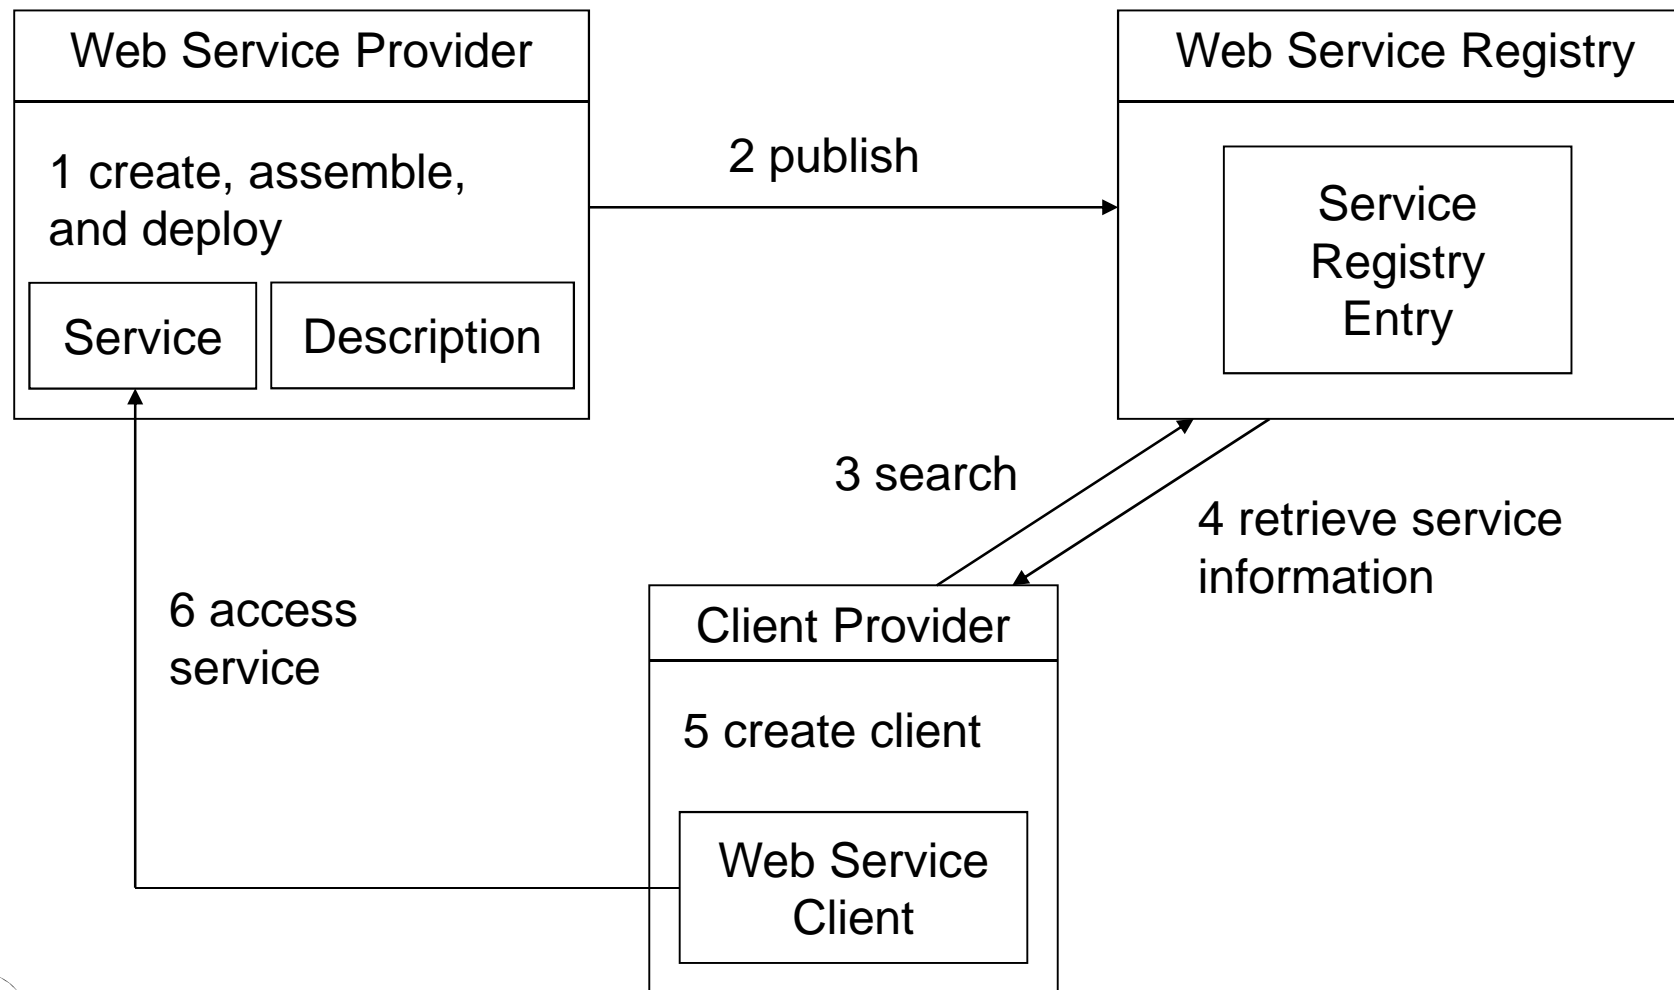 Web Service Provider
1 create, assemble,
and deploy
Service
Description
2 publish
Web Service Registry
Service
Registry
Entry
3 search
4 retrieve service
information
Client Provider
5 create client
Web Service
Client
6 access
service